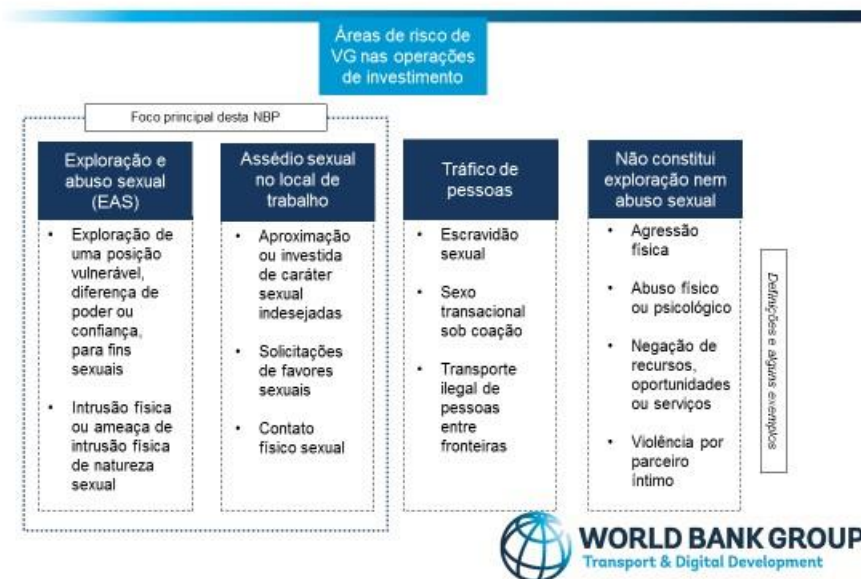 Áreas de risco de
VG nas operações
de investimento
Foco principal desta NBP
Exploração e
abuso sexual
(EAS)
• Exploração de
uma posição
vulnerável,
diferença de
poder ou
confiança,
para fins
sexuais
• Intrusão física
ou ameaça de
intrusão física
de natureza
sexual
Assédio sexual
no local de
trabalho
• Aproximação
ou investida de
caráter
sexual
indesejadas
• Solicitações
de favores
sexuais
• Contato
físico sexual
Tráfico de
pessoas
• Escravidão
sexual
• Sexo
transacional
sob coação
• Transporte
ilegal de
pessoas
entre
fronteiras
Não constitui
exploração nem
abuso sexual
• Agressão
física
• Abuso físico
ou psicológico
• Negação de
recursos,
oportunidades
ou serviços
• Violência por
parceiro
íntimo
Definições e alguns exemplos
WORLD BANK GROUP
Transport & Digital Development